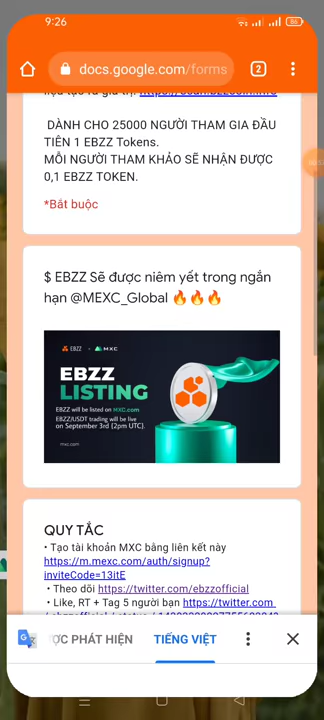 9:26
86
docs.google.com/forms
2
DÀNH CHO 25000 NGƯỜI THAM GIA ĐẦU
TIÊN 1 EBZZ Tokens.
MỖI NGƯỜI THAM KHẢO SẼ NHẬN ĐƯỢC
0,1 EBZZ TOKEN.
*Bắt buộc
$ EBZZ Sẽ được niêm yết trong ngắn
hạn @MEXC_Global 🔥🔥🔥
EBZZ × MXC
EBZZ
LISTING
EBZZ will be listed on MXC.com
EBZZ/USDT trading will be live
on September 3rd (2pm UTC).
mxc.com
QUY TẮC
• Tạo tài khoản MXC bằng liên kết này
https://m.mexc.com/auth/signup?
inviteCode=13itE
• Theo dõi https://twitter.com/ebzzofficial
• Like, RT + Tag 5 người bạn https://twitter.com
ỢC PHÁT HIỆN
TIẾNG VIỆT